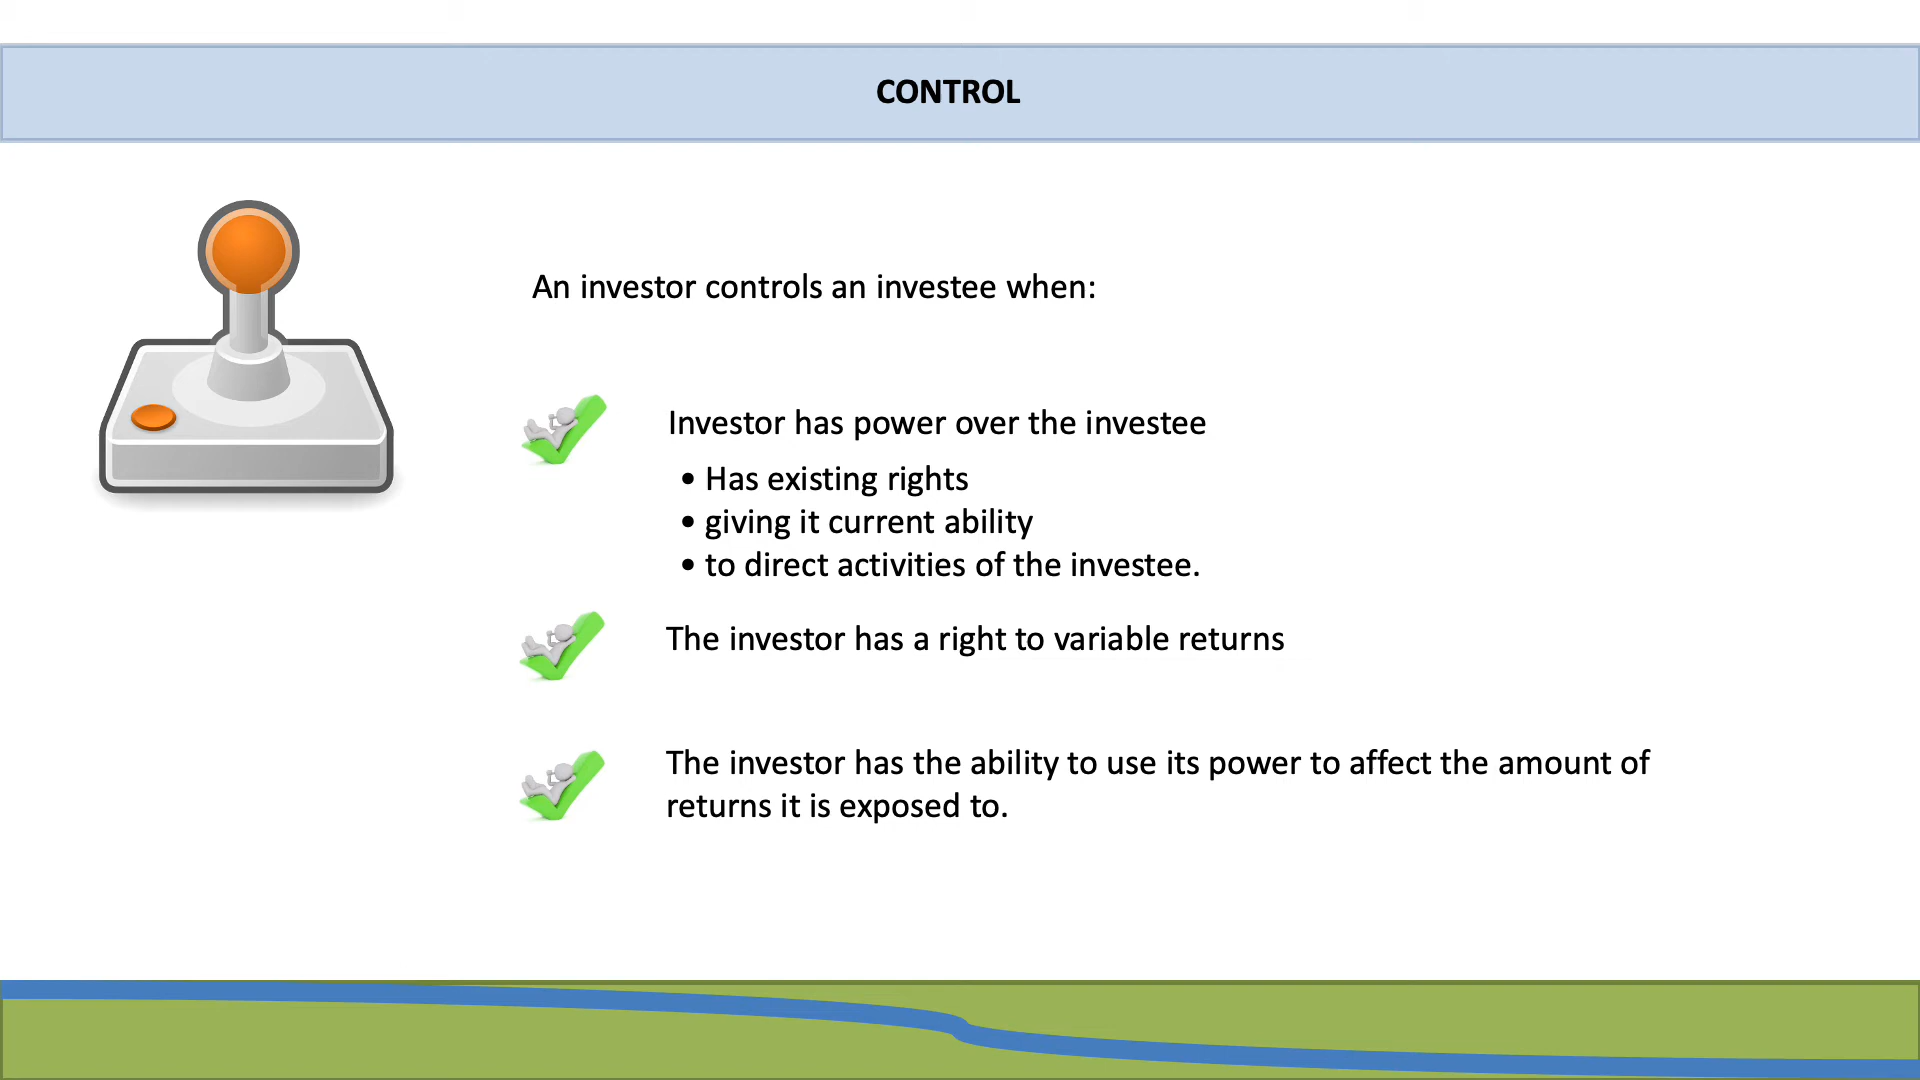 CONTROL
An investor controls an investee when:
Investor has power over the investee
• Has existing rights
• giving it current ability
• to direct activities of the investee.
The investor has a right to variable returns
The investor has the ability to use its power to affect the amount of
returns it is exposed to.